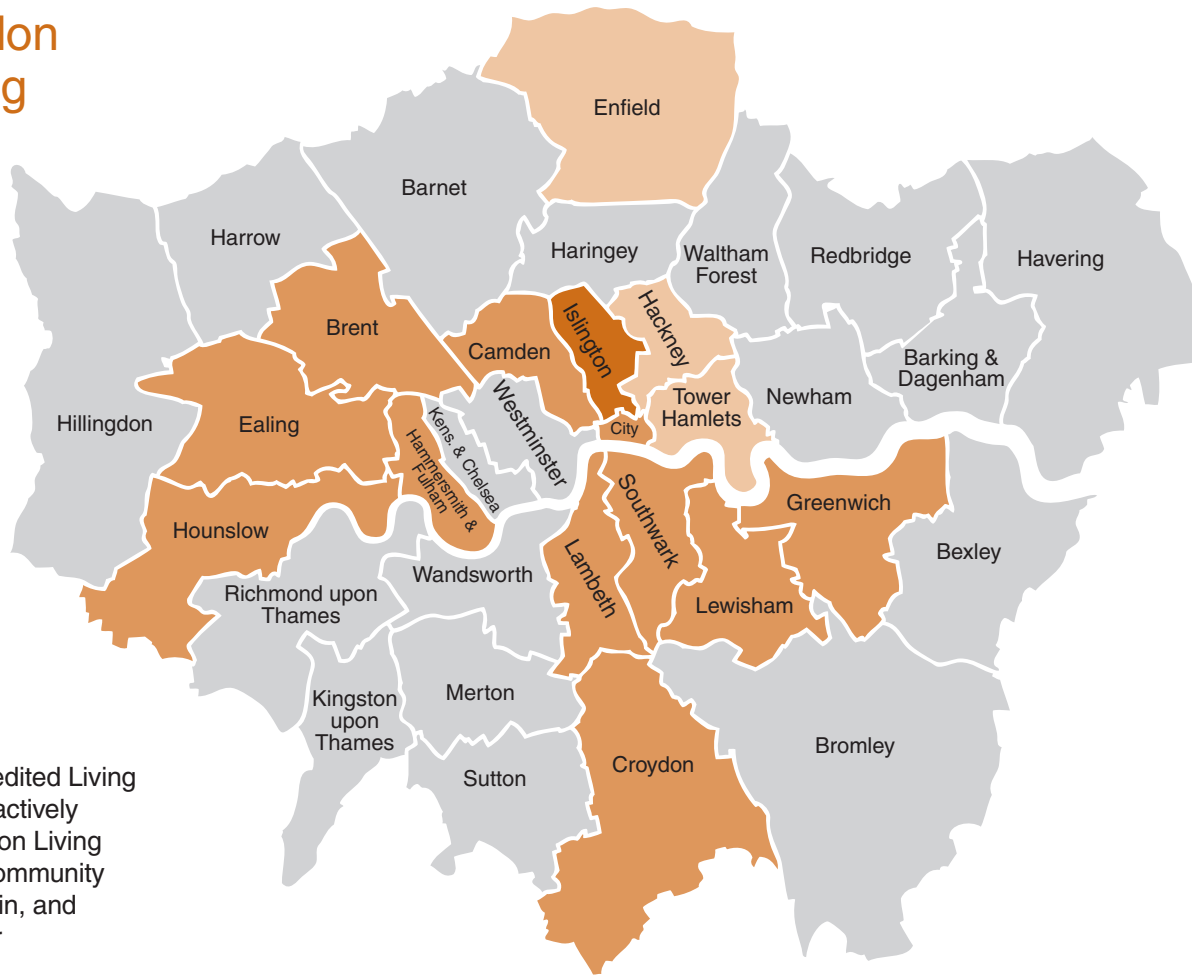 don
g
Enfield
Barnet
Harrow
Haringey
Waltham
Forest
Redbridge
Havering
Brent
Camden
Islington
Hackney
Barking &
Dagenham
Hillingdon
Ealing
Westminster
Kens. & Chelsea
Hammersmith &
Fulham
City
Tower
Hamlets
Newham
Hounslow
Greenwich
Southwark
Lambeth
Bexley
Wandsworth
Richmond upon
Thames
Lewisham
Kingston
upon
Thames
Merton
Sutton
Croydon
Bromley
edited Living
actively
on Living
ommunity
in, and